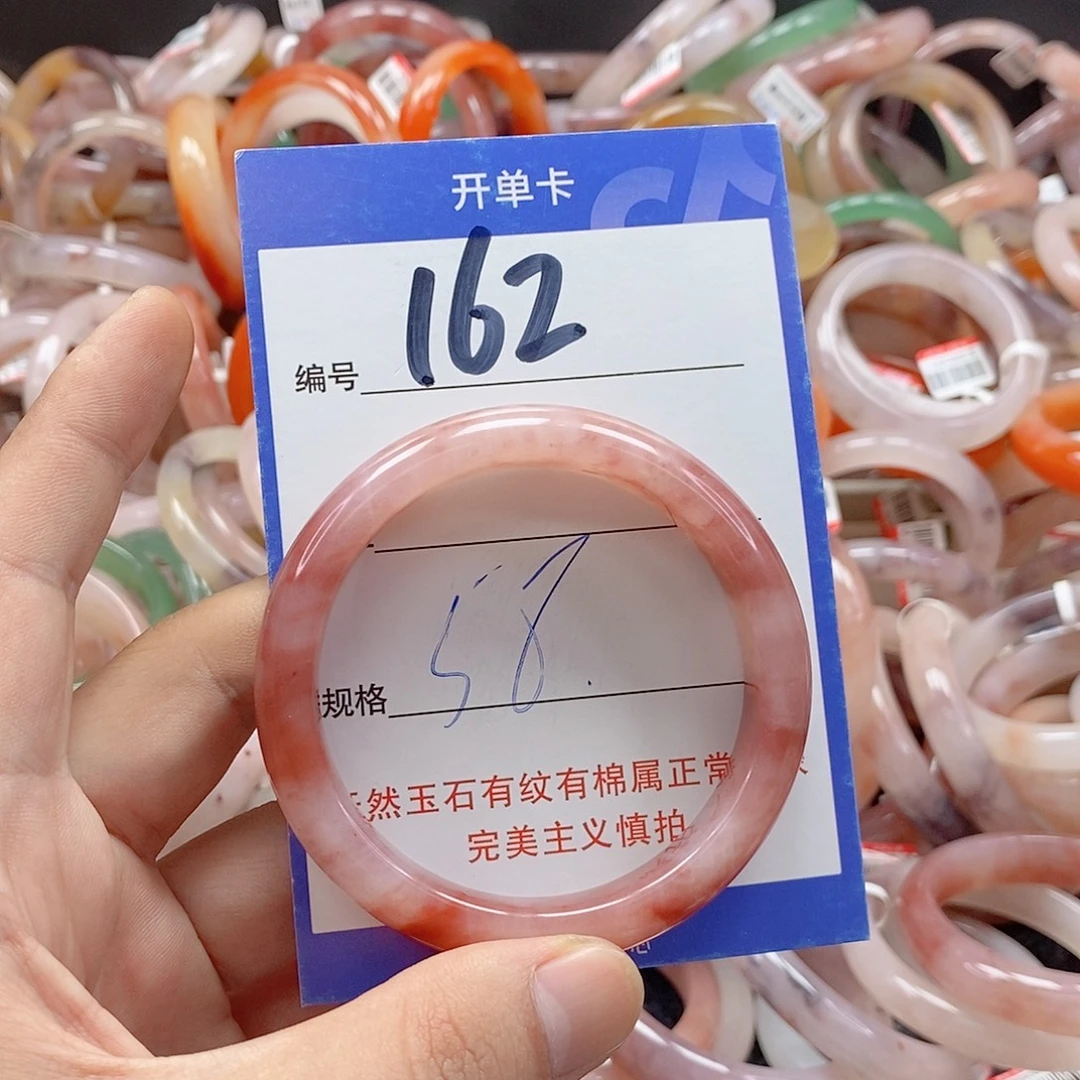 开单卡
编号 162
规格 58.
然玉石有纹有棉属正常
完美主义慎拍